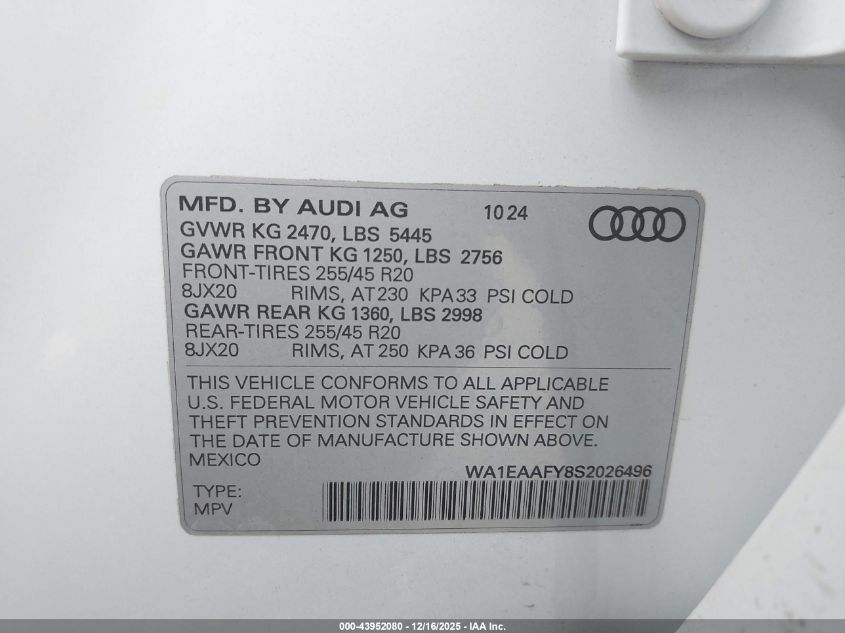 MFD. BY AUDI AG 10 24
GVWR KG 2470, LBS 5445
GAWR FRONT KG 1250, LBS 2756
FRONT-TIRES 255/45 R20
8JX20 RIMS, AT 230 KPA 33 PSI COLD
GAWR REAR KG 1360, LBS 2998
REAR-TIRES 255/45 R20
8JX20 RIMS, AT 250 KPA 36 PSI COLD
THIS VEHICLE CONFORMS TO ALL APPLICABLE
U.S. FEDERAL MOTOR VEHICLE SAFETY AND
THEFT PREVENTION STANDARDS IN EFFECT ON
THE DATE OF MANUFACTURE SHOWN ABOVE.
MEXICO
WA1EAAFY8S2026496
TYPE:
MPV
000-43952080 - 12/16/2025 - IAA Inc.